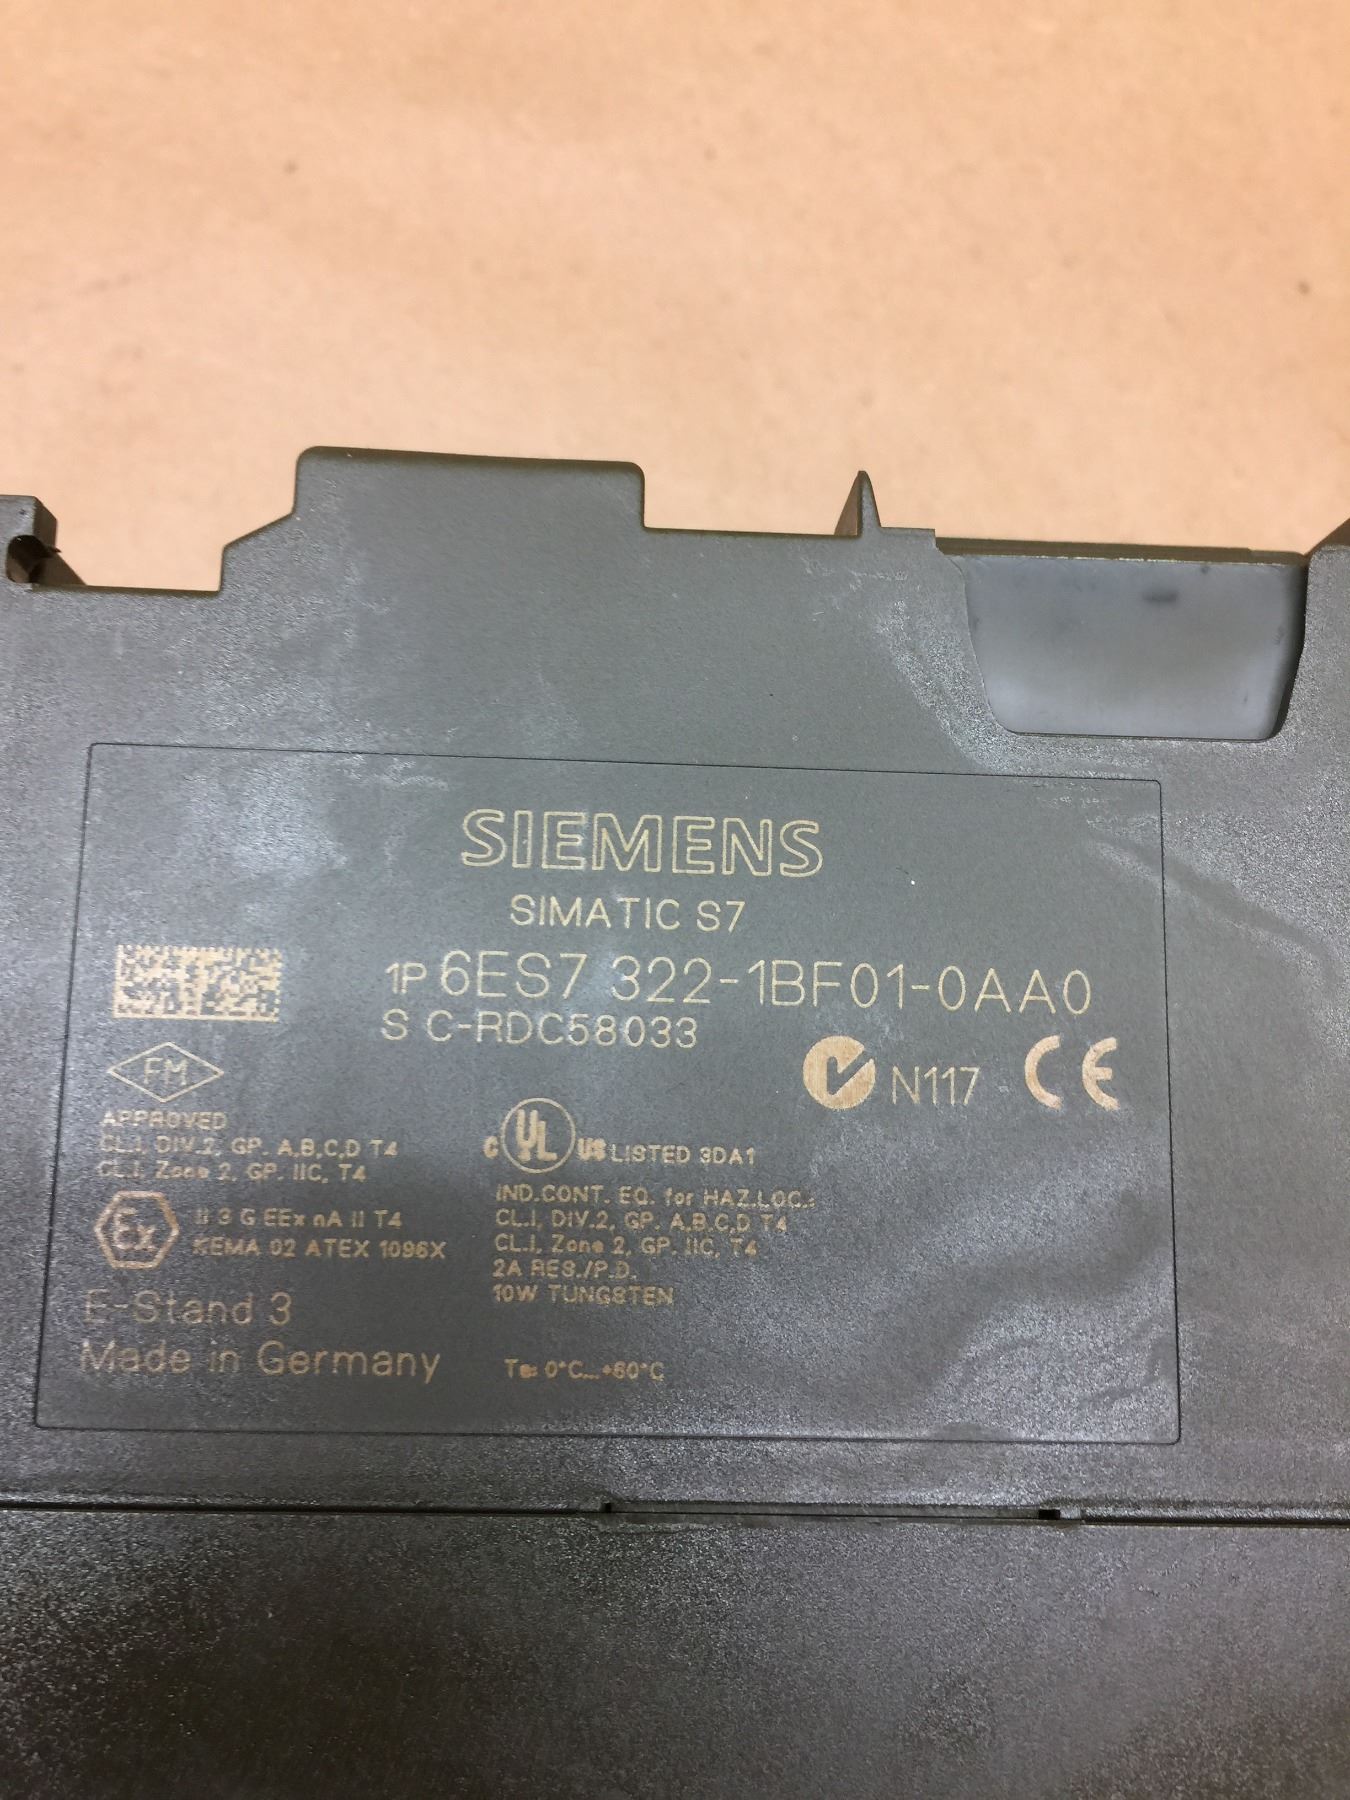 SIEMENS
SIMATIC S7
1P 6ES7 322-1BF01-0AA0
S C-RDC58033
N117 CE
FM
APPROVED
CL.I, DIV.2, GP. A,B,C,D T4
CL.I, Zone 2, GP. IIC, T4
Ex
II 3 G EEx nA II T4
KEMA 02 ATEX 1096X
E-Stand 3
Made in Germany
C UL US LISTED 3DA1
IND.CONT. EQ. for HAZ.LOC.:
CL.I, DIV.2, GP. A,B,C,D T4
CL.I, Zone 2, GP. IIC, T4
2A RES./P.D.
10W TUNGSTEN
Ta: 0°C...+60°C